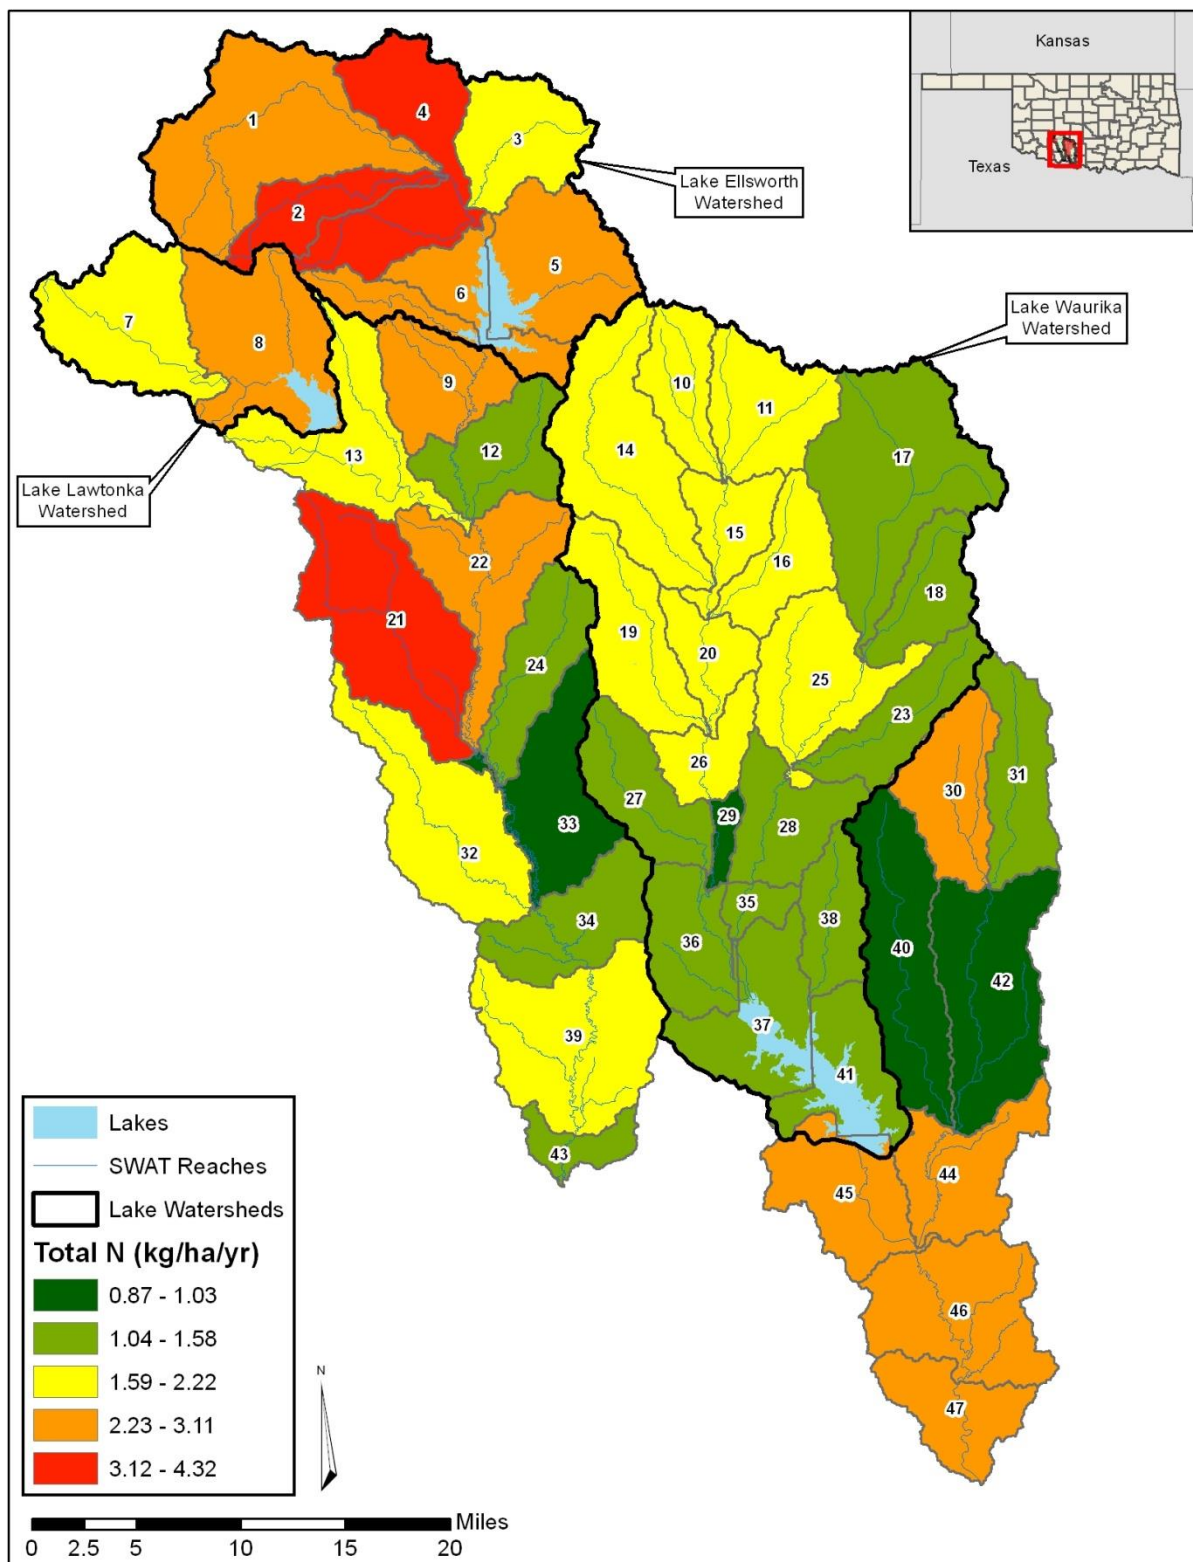 Kansas
Texas
1
4
3
2
Lake Ellsworth
Watershed
5
6
7
8
Lake Waurika
Watershed
9
10
11
12
13
14
17
Lake Lawtonka
Watershed
15
16
22
18
21
19
20
24
25
23
26
27
29
28
30
31
33
32
35
38
34
36
40
42
37
39
41
43
44
45
46
47
Lakes
SWAT Reaches
Lake Watersheds
Total N (kg/ha/yr)
0.87 - 1.03
1.04 - 1.58
1.59 - 2.22
2.23 - 3.11
3.12 - 4.32
N
Miles
0 2.5 5 10 15 20